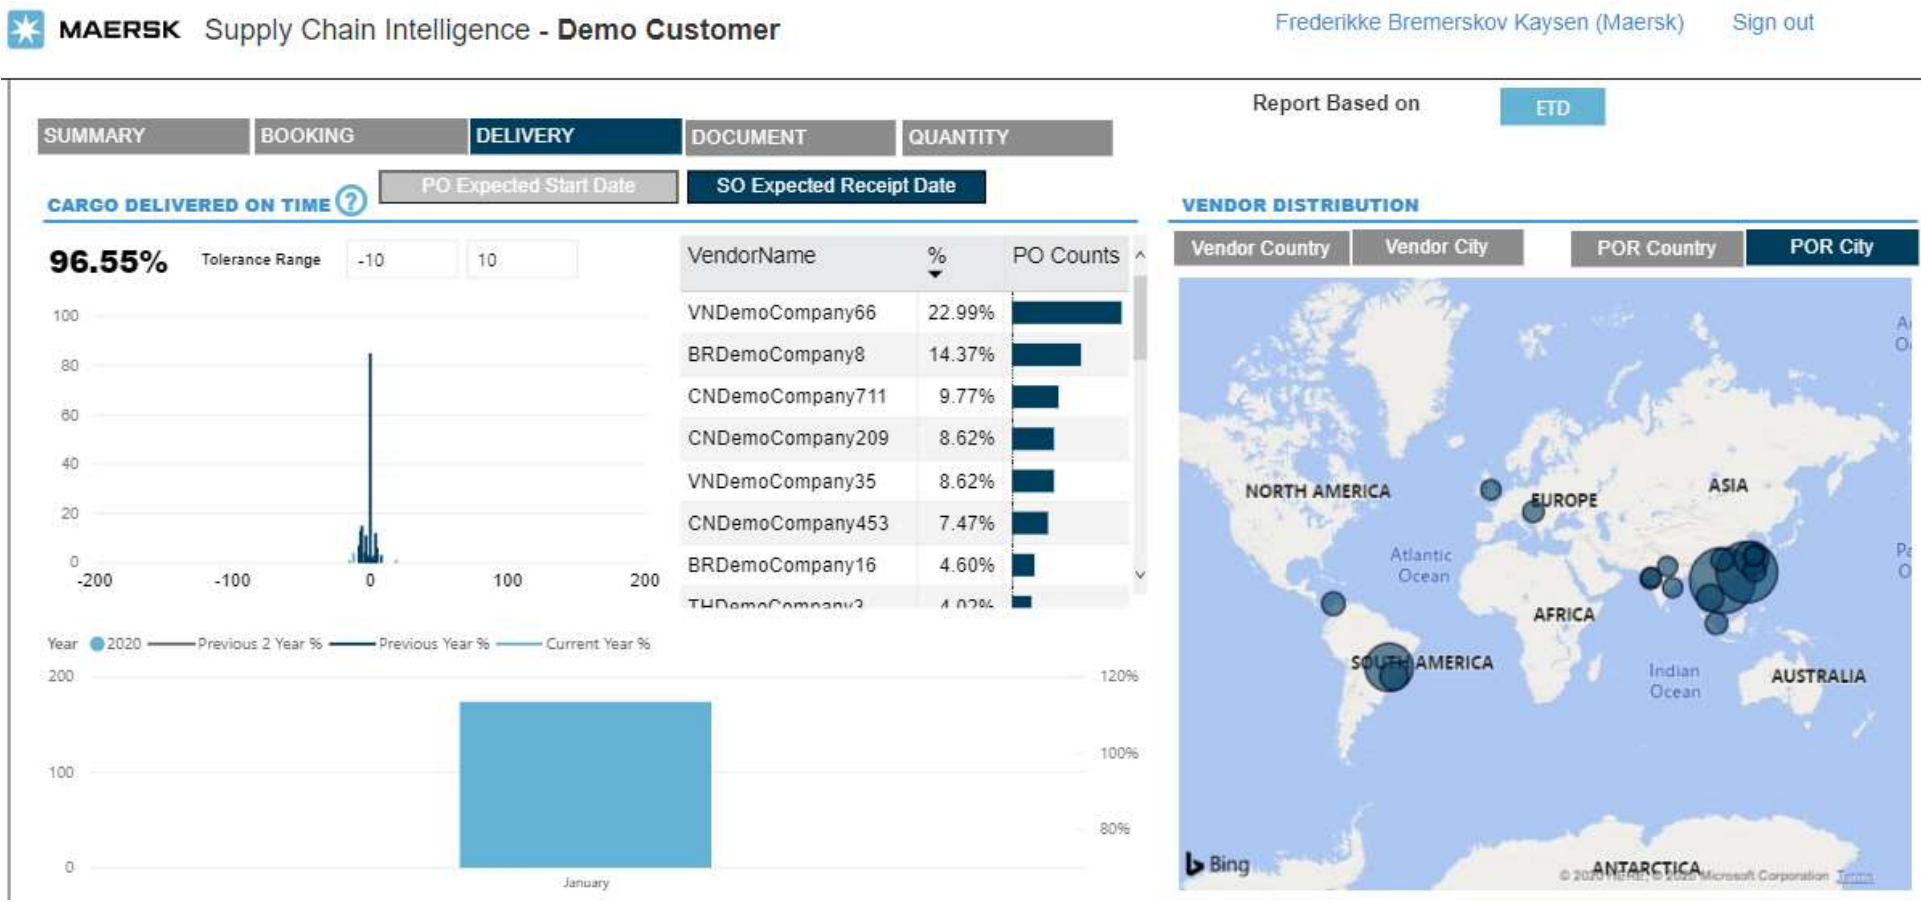 MAERSK Supply Chain Intelligence - Demo Customer
Frederikke Bremerskov Kaysen (Maersk) Sign out
Report Based on ETD
SUMMARY BOOKING DELIVERY DOCUMENT QUANTITY
PO Expected Start Date SO Expected Receipt Date
CARGO DELIVERED ON TIME ?
96.55% Tolerance Range -10 10
100
80
60
40
20
0
-200 -100 0 100 200
VendorName % PO Counts
VNDemoCompany66 22.99%
BRDemoCompany8 14.37%
CNDemoCompany711 9.77%
CNDemoCompany209 8.62%
VNDemoCompany35 8.62%
CNDemoCompany453 7.47%
BRDemoCompany16 4.60%
THDemoCompany3 4.02%
Year 2020 Previous 2 Year % Previous Year % Current Year %
200 120%
100 100%
80%
0
January
VENDOR DISTRIBUTION
Vendor Country Vendor City POR Country POR City
NORTH AMERICA
EUROPE
ASIA
Atlantic
Ocean
AFRICA
SOUTH AMERICA
Indian
Ocean
AUSTRALIA
ANTARCTICA
Bing
Microsoft Corporation Terms